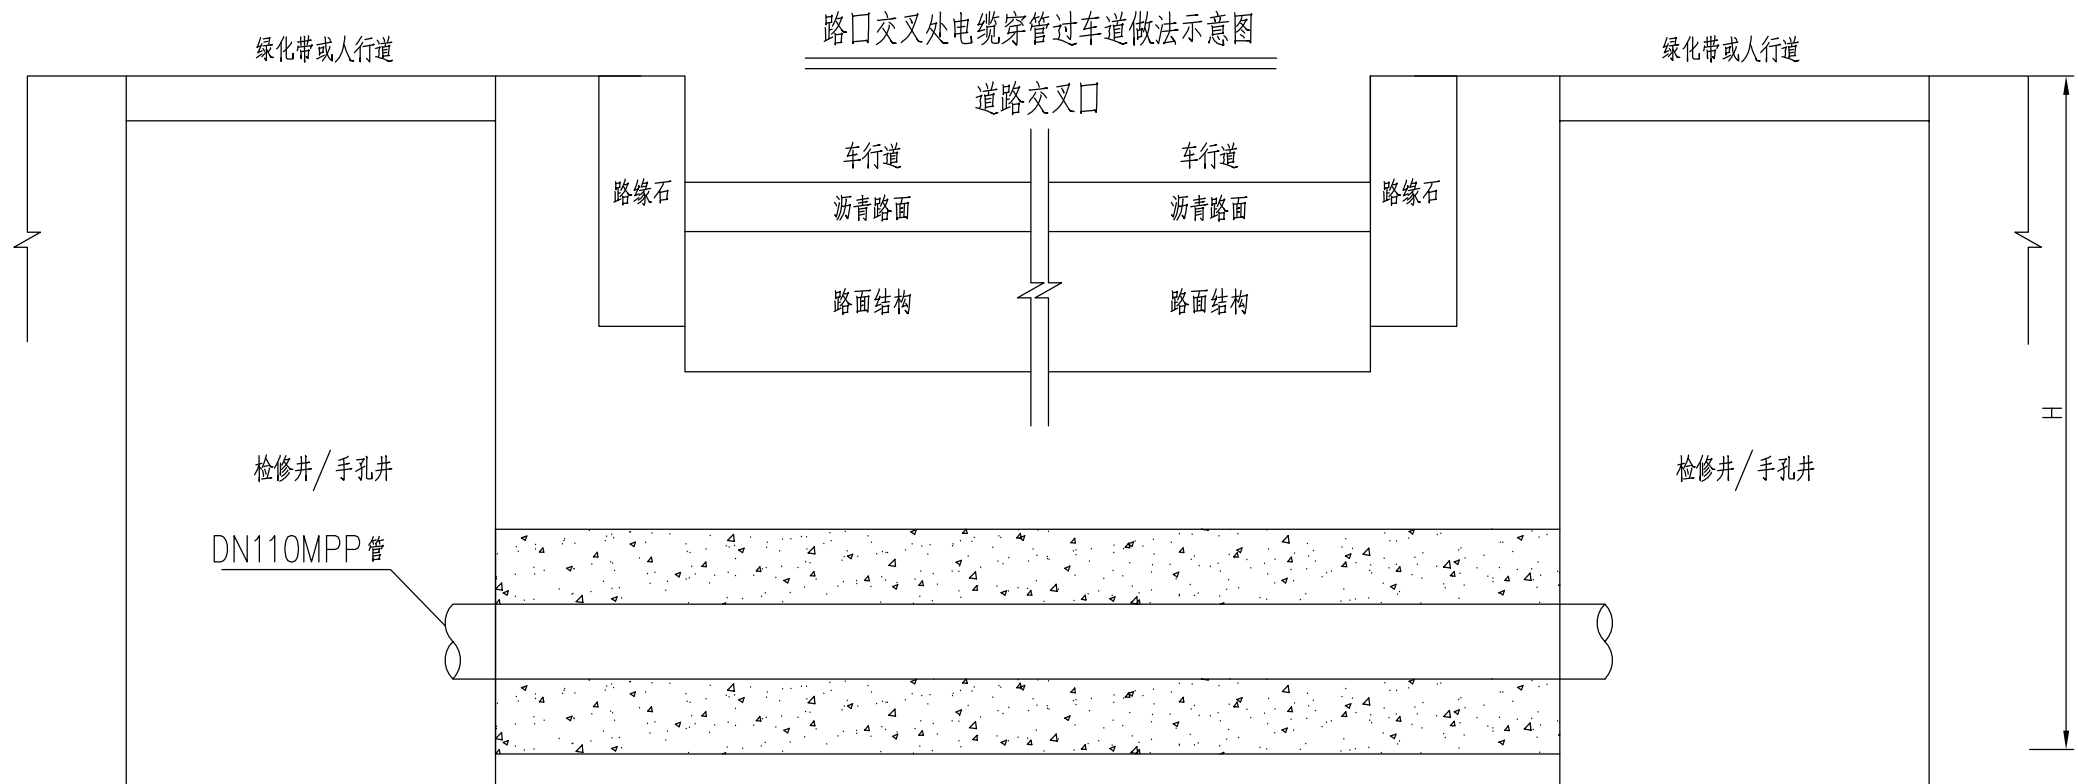 路口交叉处电缆穿管过车道做法示意图
绿化带或人行道
绿化带或人行道
道路交叉口
车行道
车行道
路缘石
沥青路面
沥青路面
路缘石
路面结构
路面结构
H
检修井/手孔井
检修井/手孔井
DN110MPP管